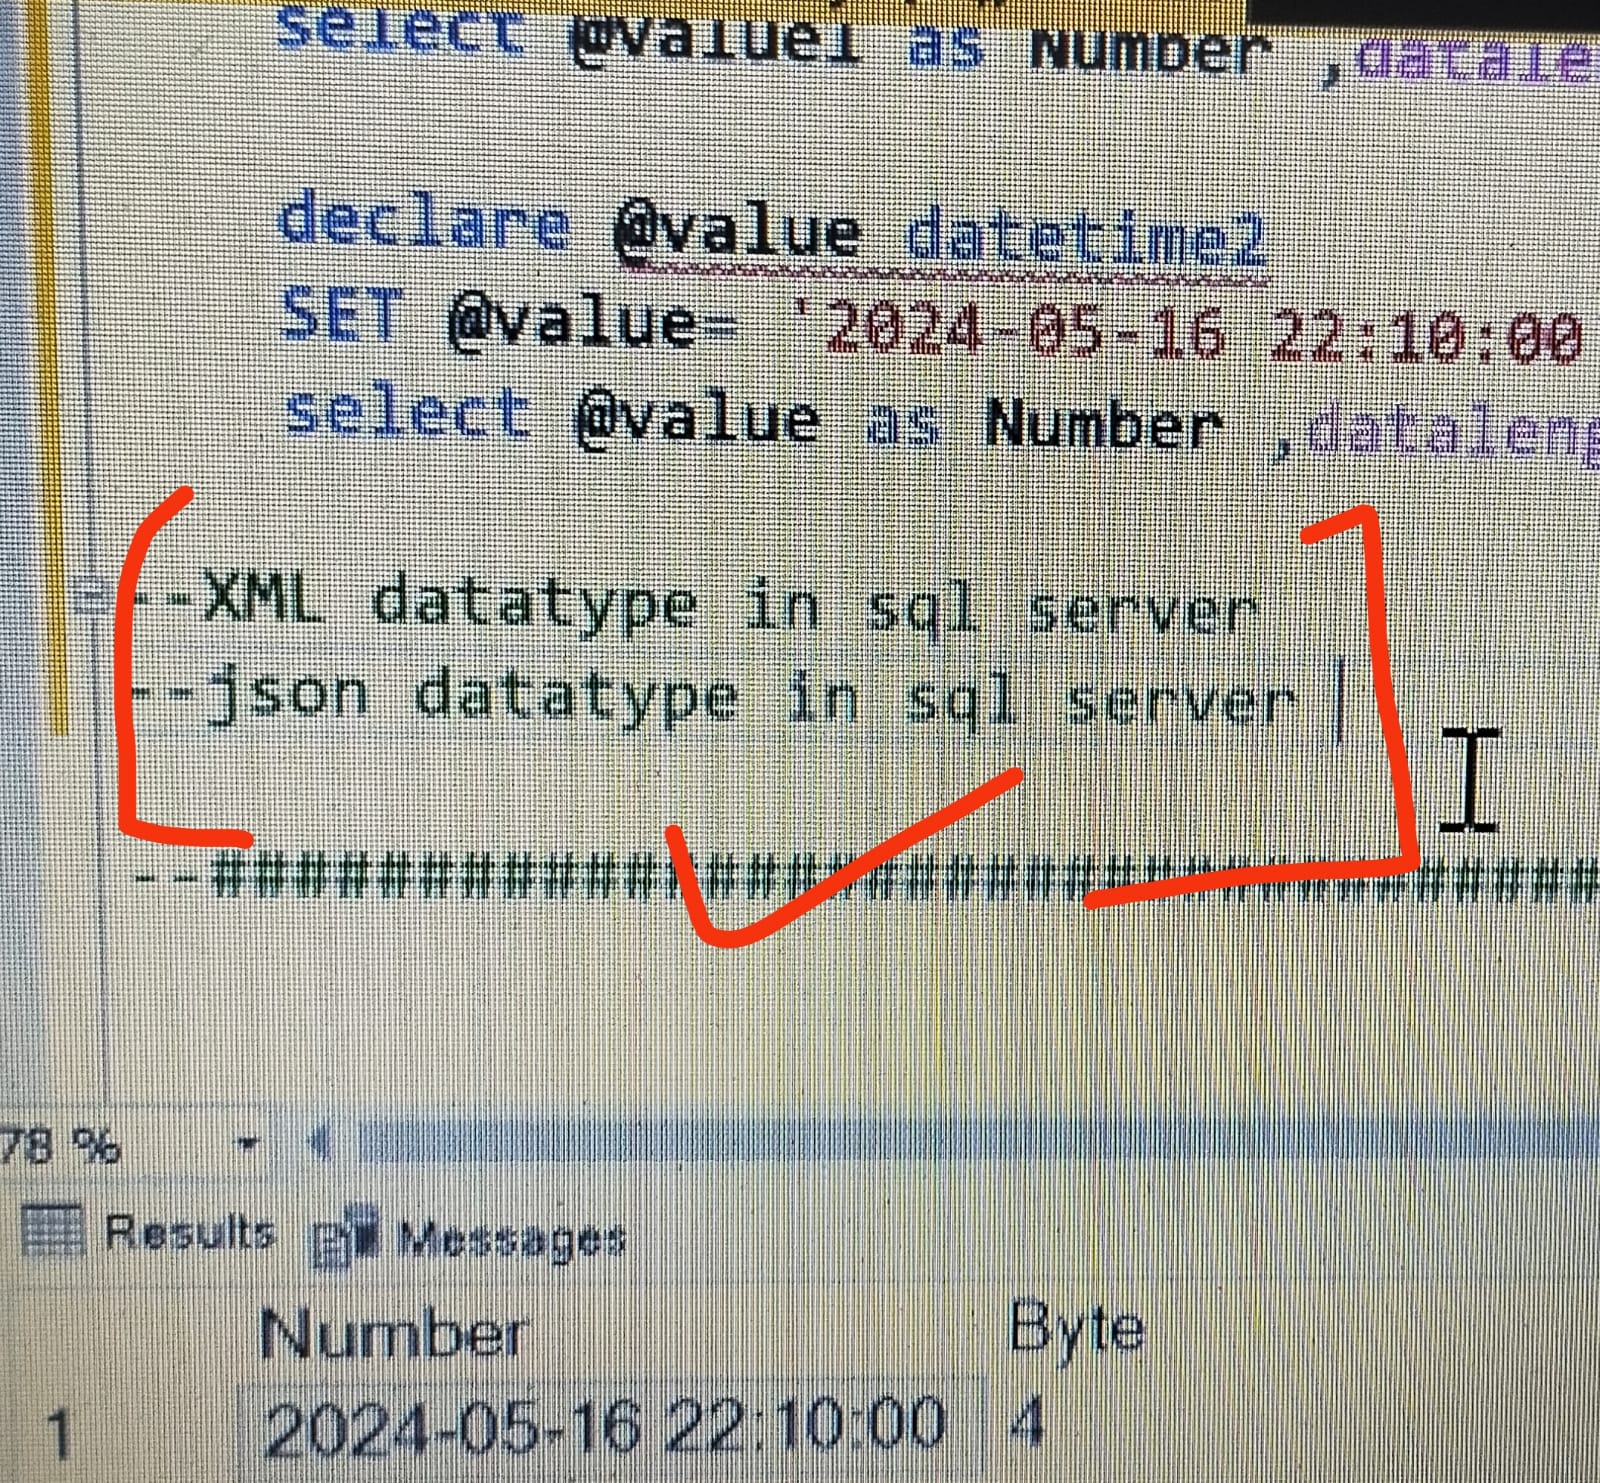 select @value1 as Number ,datale
declare @value datetime2
SET @value= '2024-05-16 22:10:00
select @value as Number ,dataleng
--XML datatype in sql server
--json datatype in sql server
--##################################
78 %
Results Messages
Number Byte
1 2024-05-16 22:10:00 4